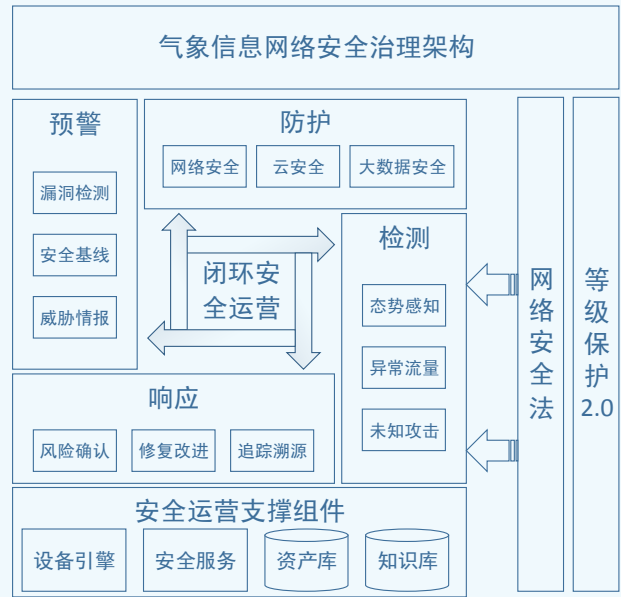 气象信息网络安全治理架构
预警
漏洞检测
安全基线
威胁情报
防护
网络安全
云安全
大数据安全
闭环安
全运营
检测
态势感知
异常流量
未知攻击
响应
风险确认
修复改进
追踪溯源
安全运营支撑组件
设备引擎
安全服务
资产库
知识库
网络安全法
等级保护2.0